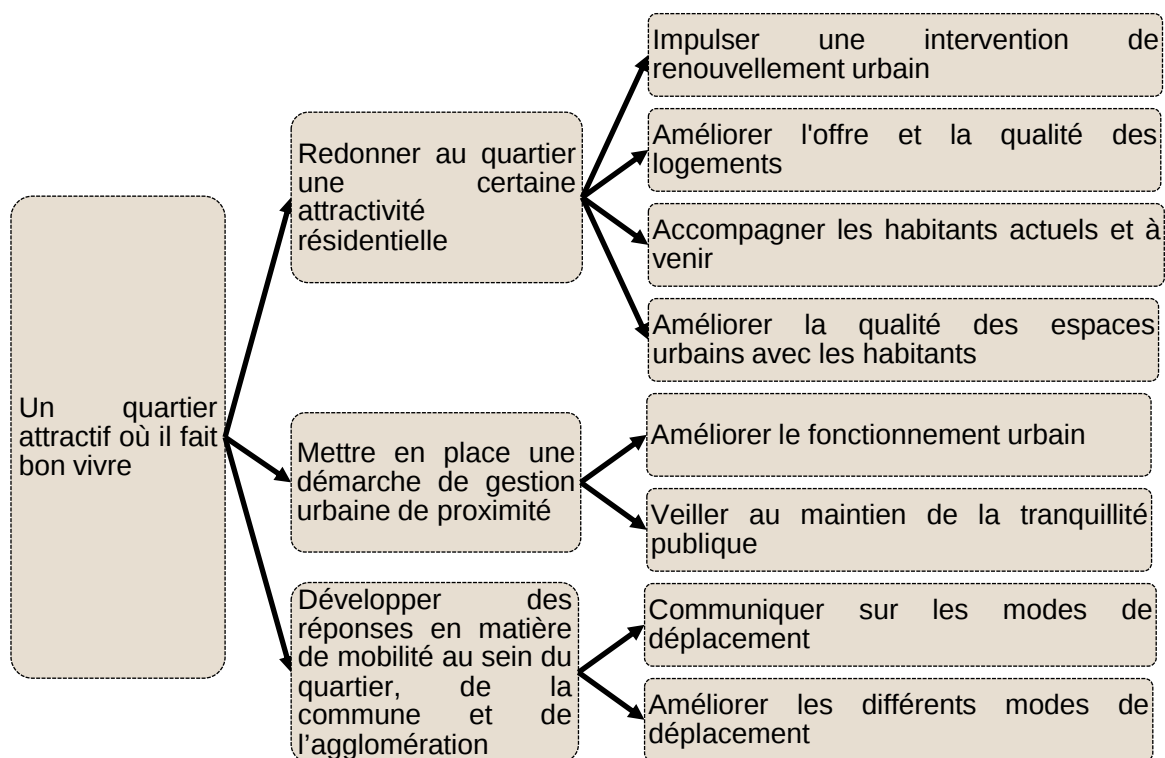 Un quartier
attractif où il fait
bon vivre
Redonner au quartier
une certaine
attractivité
résidentielle
Impulser une intervention de
renouvellement urbain
Améliorer l'offre et la qualité des
logements
Accompagner les habitants actuels et à
venir
Améliorer la qualité des espaces
urbains avec les habitants
Mettre en place une
démarche de gestion
urbaine de proximité
Améliorer le fonctionnement urbain
Veiller au maintien de la tranquillité
publique
Développer des
réponses en matière
de mobilité au sein du
quartier, de la
commune et de
l’agglomération
Communiquer sur les modes de
déplacement
Améliorer les différents modes de
déplacement